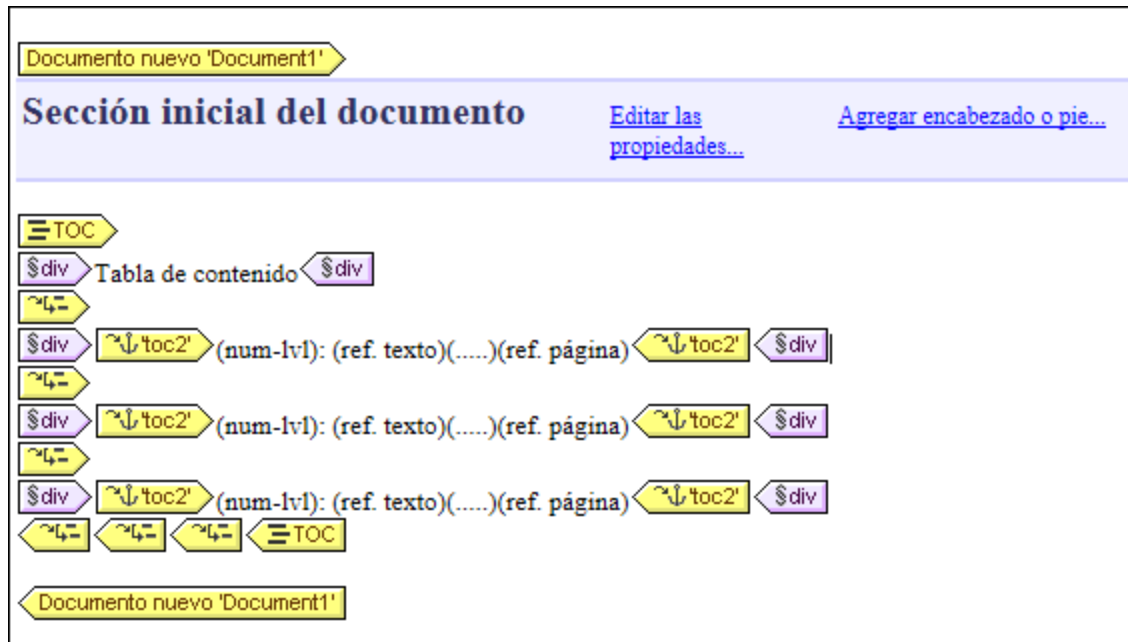 Documento nuevo 'Document1'
Sección inicial del documento
Editar las propiedades...
Agregar encabezado o pie...
TOC
§div Tabla de contenido §div
§div 'toc2' (num-lvl): (ref. texto)(.....)(ref. página) 'toc2' §div
§div 'toc2' (num-lvl): (ref. texto)(.....)(ref. página) 'toc2' §div
§div 'toc2' (num-lvl): (ref. texto)(.....)(ref. página) 'toc2' §div
TOC
Documento nuevo 'Document1'